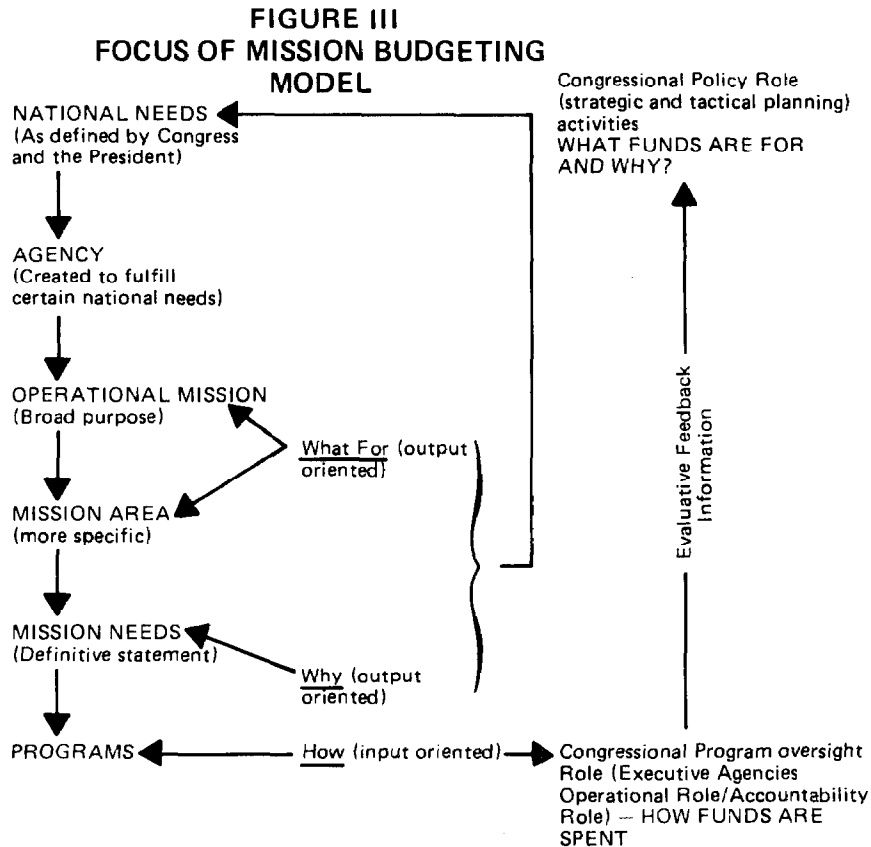 FIGURE III
FOCUS OF MISSION BUDGETING
MODEL
NATIONAL NEEDS
(As defined by Congress
and the President)
AGENCY
(Created to fulfill
certain national needs)
OPERATIONAL MISSION
(Broad purpose)
What For (output
oriented)
MISSION AREA
(more specific)
MISSION NEEDS
(Definitive statement)
Why (output
oriented)
PROGRAMS
How (input oriented)
Congressional Policy Role
(strategic and tactical planning)
activities
WHAT FUNDS ARE FOR
AND WHY?
Evaluative Feedback
Information
Congressional Program oversight
Role (Executive Agencies
Operational Role/Accountability
Role) — HOW FUNDS ARE
SPENT